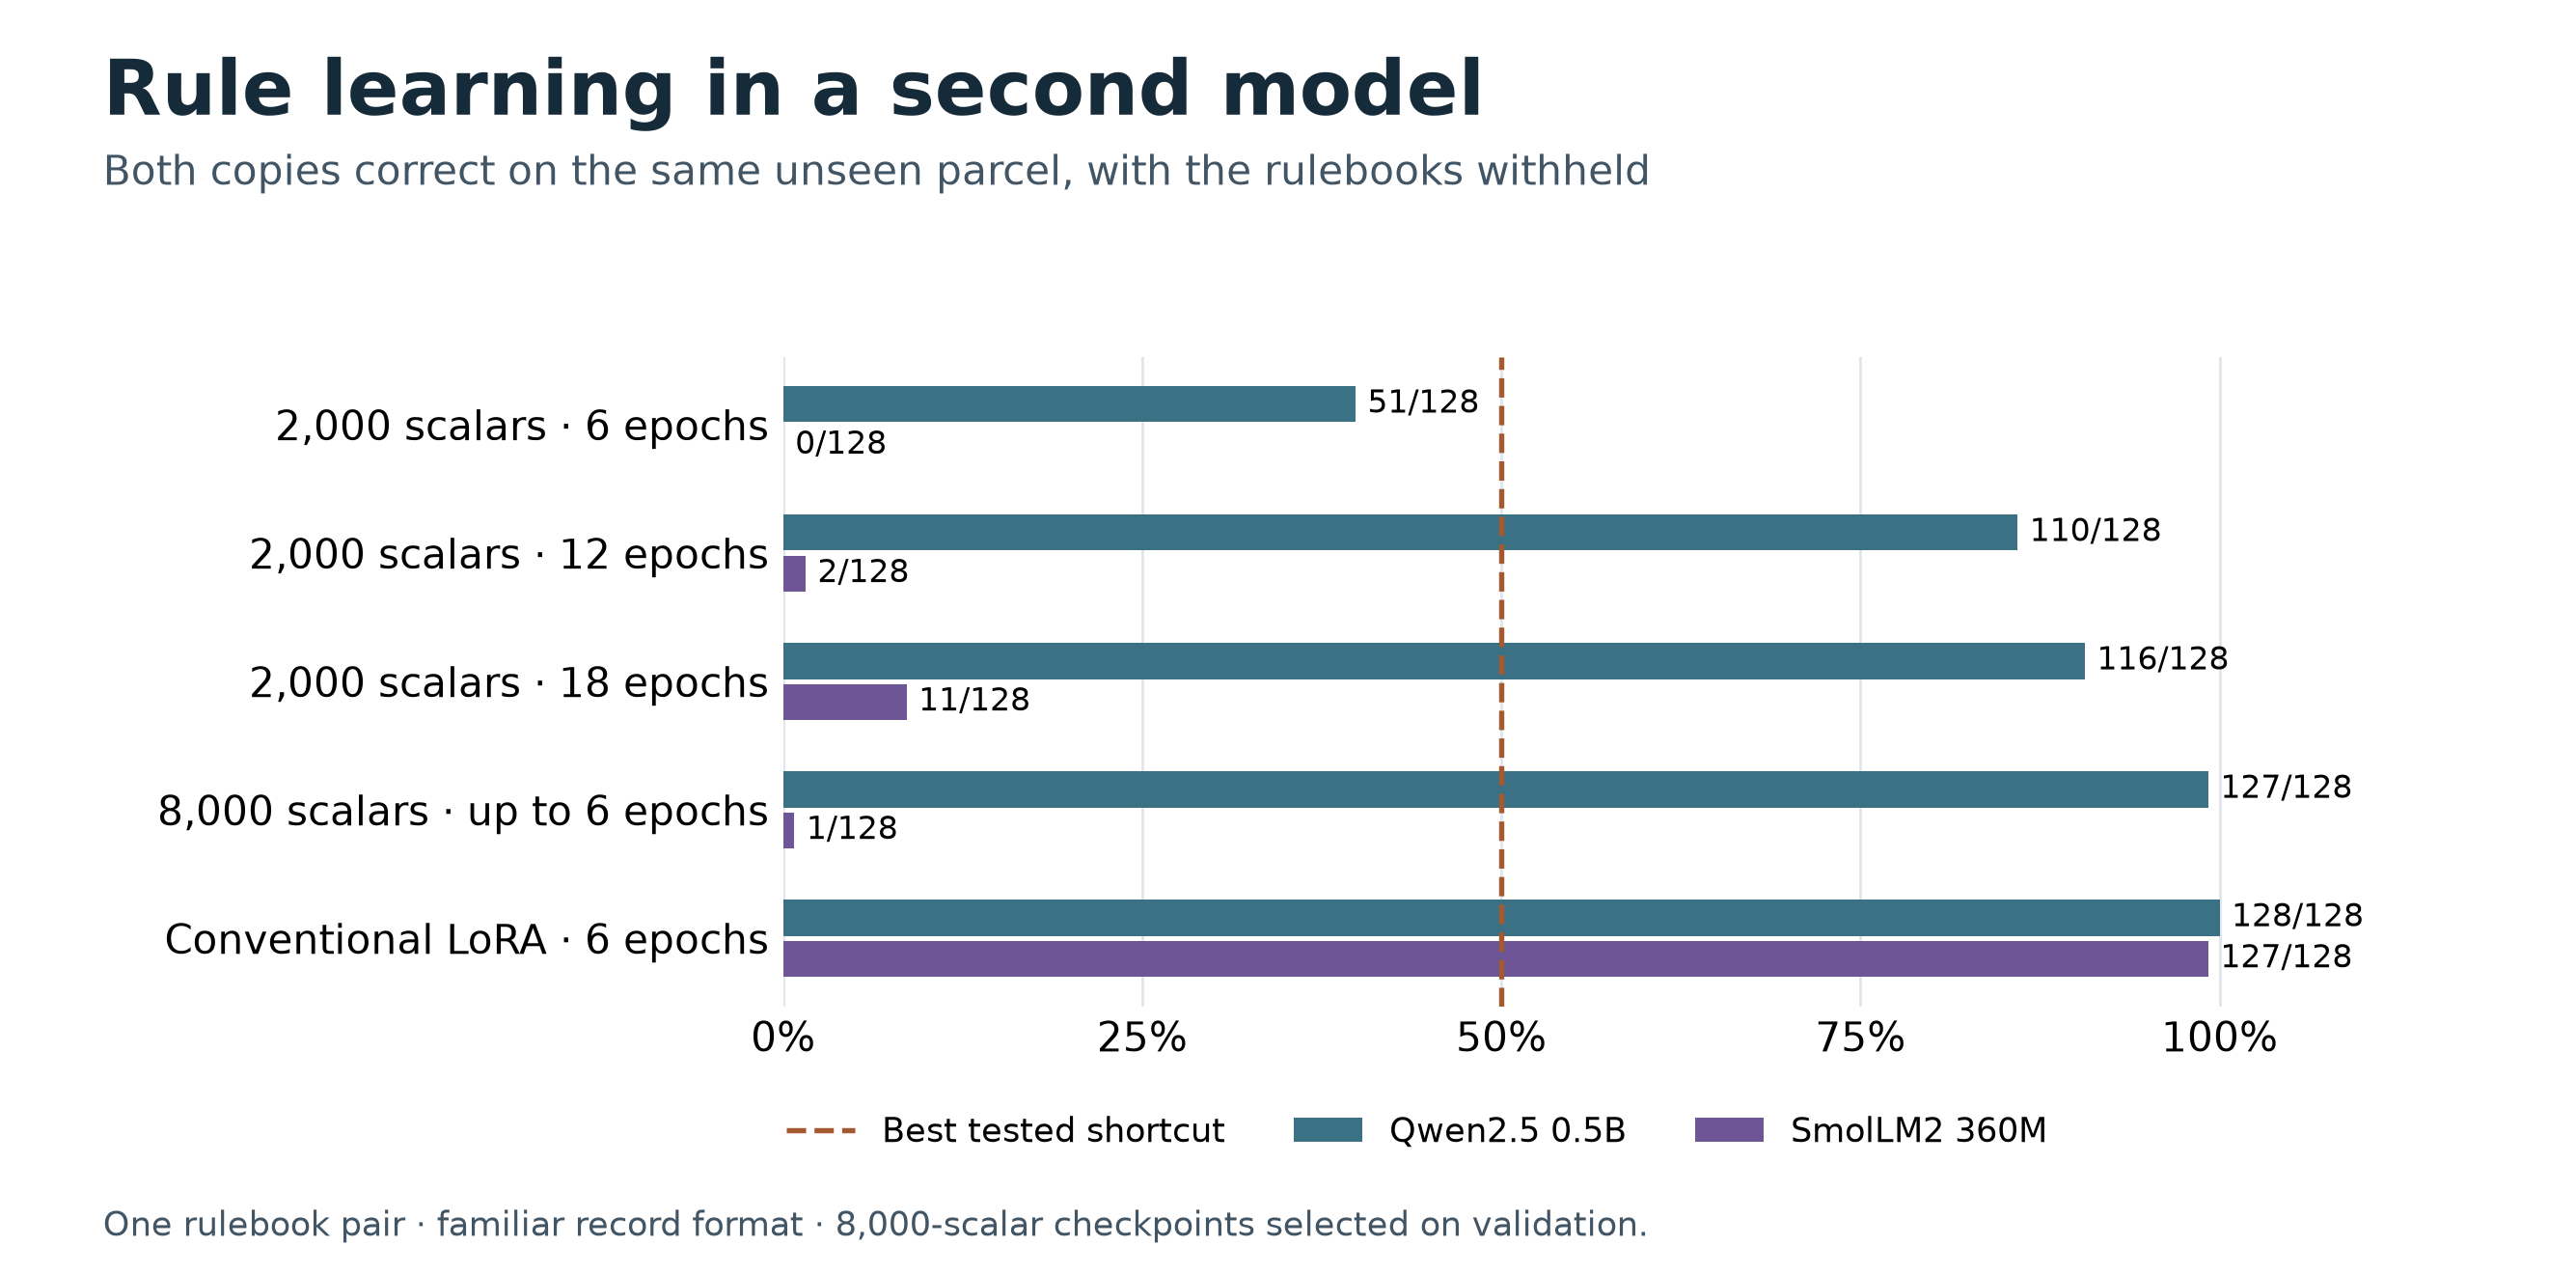 Rule learning in a second model
Both copies correct on the same unseen parcel, with the rulebooks withheld
2,000 scalars · 6 epochs
51/128
0/128
2,000 scalars · 12 epochs
110/128
2/128
2,000 scalars · 18 epochs
116/128
11/128
8,000 scalars · up to 6 epochs
127/128
1/128
Conventional LoRA · 6 epochs
128/128
127/128
0% 25% 50% 75% 100%
Best tested shortcut Qwen2.5 0.5B SmolLM2 360M
One rulebook pair · familiar record format · 8,000-scalar checkpoints selected on validation.